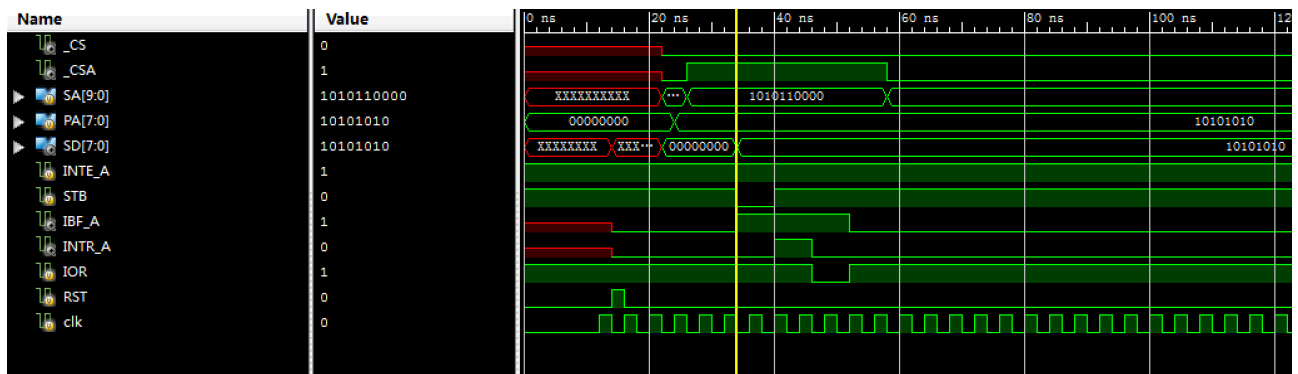 Name Value 0 ns 20 ns 40 ns 60 ns 80 ns 100 ns 12
_CS 0
_CSA 1
SA[9:0] 1010110000 XXXXXXXXXX ... 1010110000
PA[7:0] 10101010 00000000 10101010
SD[7:0] 10101010 XXXXXXXX XXX... 00000000 10101010
INTE_A 1
STB 0
IBF_A 1
INTR_A 0
IOR 1
RST 0
clk 0